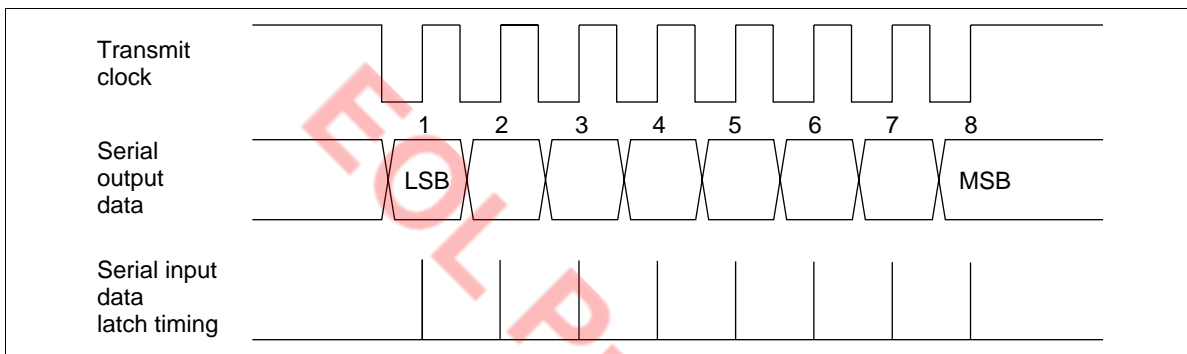 Transmit
clock
1 2 3 4 5 6 7 8
Serial
output
data
LSB
MSB
Serial input
data
latch timing
EOL P